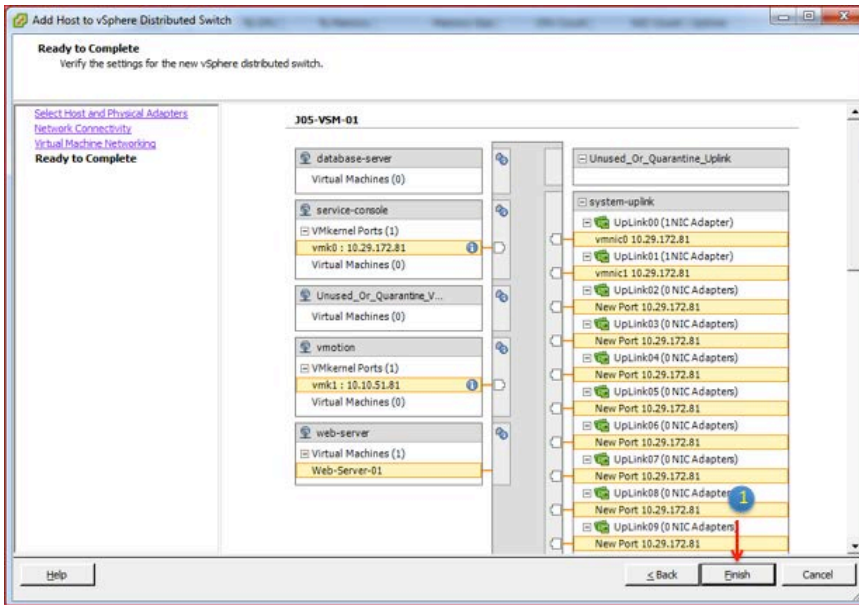 Add Host to vSphere Distributed Switch
Ready to Complete
Verify the settings for the new vSphere distributed switch.
Select Host and Physical Adapters
Network Connectivity
Virtual Machine Networking
Ready to Complete
J05-VSM-01
database-server
Virtual Machines (0)
service-console
VMkernel Ports (1)
vmk0 : 10.29.172.81
Virtual Machines (0)
Unused_Or_Quarantine_V...
Virtual Machines (0)
vmotion
VMkernel Ports (1)
vmk1 : 10.10.51.81
Virtual Machines (0)
web-server
Virtual Machines (1)
Web-Server-01
Unused_Or_Quarantine_Uplink
system-uplink
UpLink00 (1 NIC Adapter)
vmnic0 10.29.172.81
UpLink01 (1 NIC Adapter)
vmnic1 10.29.172.81
UpLink02 (0 NIC Adapters)
New Port 10.29.172.81
UpLink03 (0 NIC Adapters)
New Port 10.29.172.81
UpLink04 (0 NIC Adapters)
New Port 10.29.172.81
UpLink05 (0 NIC Adapters)
New Port 10.29.172.81
UpLink06 (0 NIC Adapters)
New Port 10.29.172.81
UpLink07 (0 NIC Adapters)
New Port 10.29.172.81
UpLink08 (0 NIC Adapte
New Port 10.29.172.81
UpLink09 (0 NIC Adapters)
New Port 10.29.172.81
1
Help
< Back
Finish
Cancel